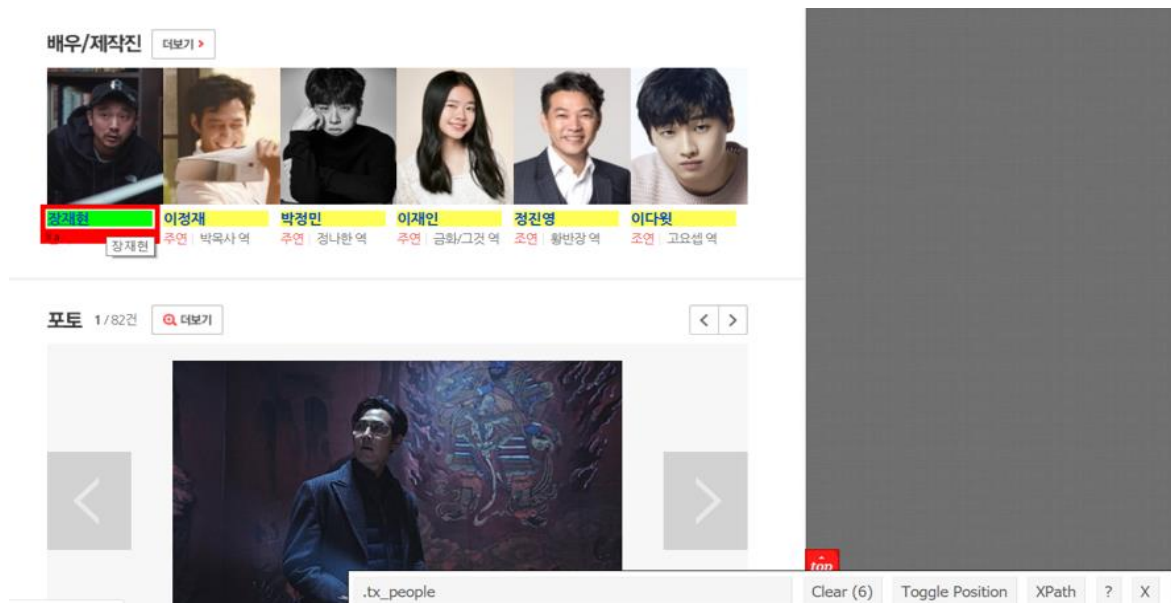 배우/제작진 더보기 >
장재현 이정재 박정민 이재인 정진영 이다윗
장재현 주연 박목사 역 주연 정나한 역 주연 금화/그것 역 조연 황반장 역 조연 고요셉 역
포토 1/82건 더보기 < >
< >
top
.tx_people Clear (6) Toggle Position XPath ? X